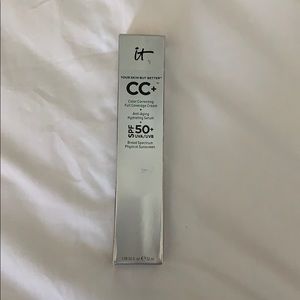 it
YOUR SKIN BUT BETTER™
CC+
Color Correcting
Full Coverage Cream
+
Anti-Aging
Hydrating Serum
+
SPF 50+
UVA/UVB
Broad Spectrum
Physical Sunscreen